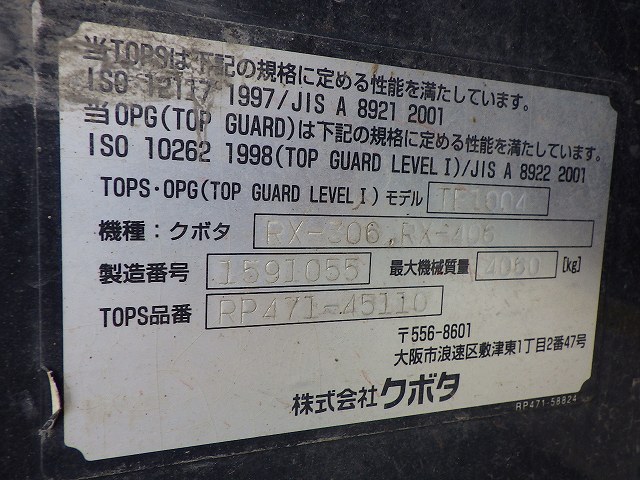 当TOPSは下記の規格に定める性能を満たしています。
ISO 12117 1997/JIS A 8921 2001
当OPG(TOP GUARD)は下記の規格に定める性能を満たしています。
ISO 10262 1998(TOP GUARD LEVEL I)/JIS A 8922 2001
TOPS・OPG(TOP GUARD LEVEL I) モデル TF1004
機種：クボタ RX-306,RX-406
製造番号 1591055 最大機械質量 4060 [kg]
TOPS品番 RP471-45110
〒556-8601
大阪市浪速区敷津東1丁目2番47号
株式会社クボタ
RP471-58824